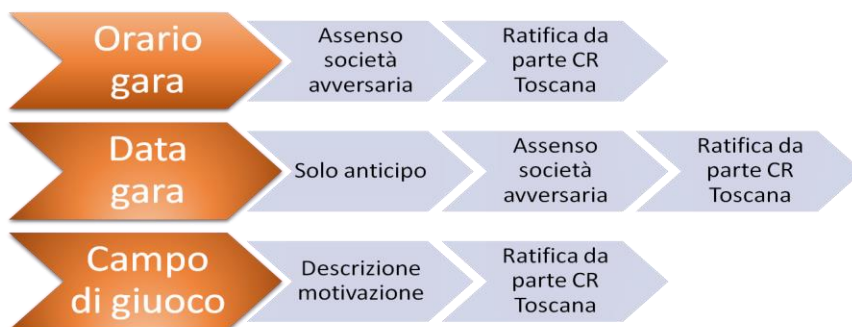 Orario
gara
Assenso
società
avversaria
Ratifica da
parte CR
Toscana
Data
gara
Solo anticipo
Assenso
società
avversaria
Ratifica da
parte CR
Toscana
Campo
di giuoco
Descrizione
motivazione
Ratifica da
parte CR
Toscana